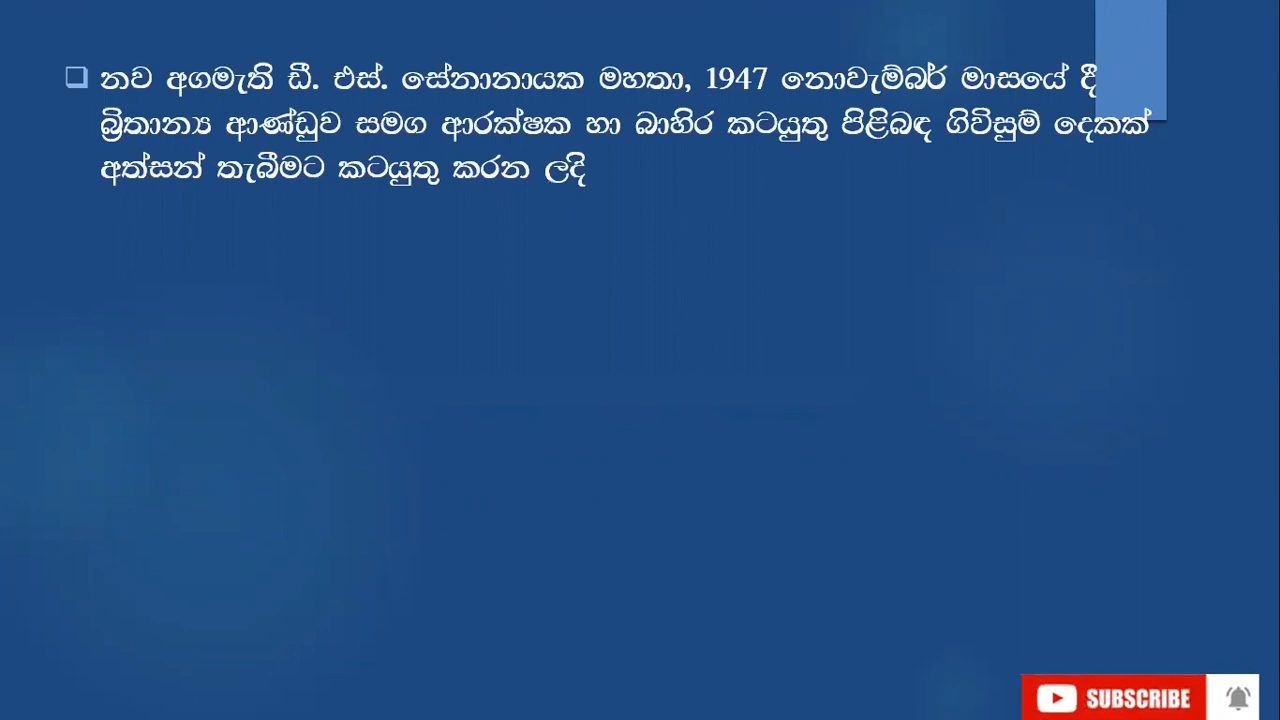 නව අගමැති ඩී. එස්. සේනානායක මහතා, 1947 නොවැම්බර් මාසයේ දී
බ්‍රිතාන්‍ය ආණ්ඩුව සමග ආරක්ෂක හා බාහිර කටයුතු පිළිබඳ ගිවිසුම් දෙකක්
අත්සන් තැබීමට කටයුතු කරන ලදි
SUBSCRIBE